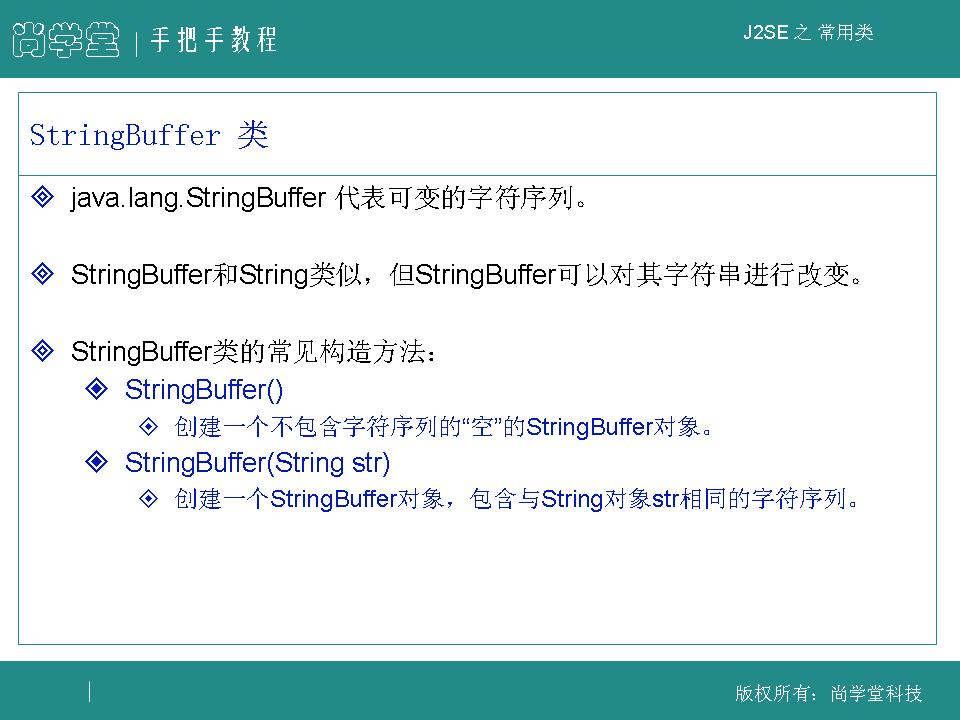 尚学堂 | 手把手教程
J2SE 之 常用类
StringBuffer 类
java.lang.StringBuffer 代表可变的字符序列。
StringBuffer和String类似，但StringBuffer可以对其字符串进行改变。
StringBuffer类的常见构造方法：
StringBuffer()
创建一个不包含字符序列的“空”的StringBuffer对象。
StringBuffer(String str)
创建一个StringBuffer对象，包含与String对象str相同的字符序列。
版权所有：尚学堂科技